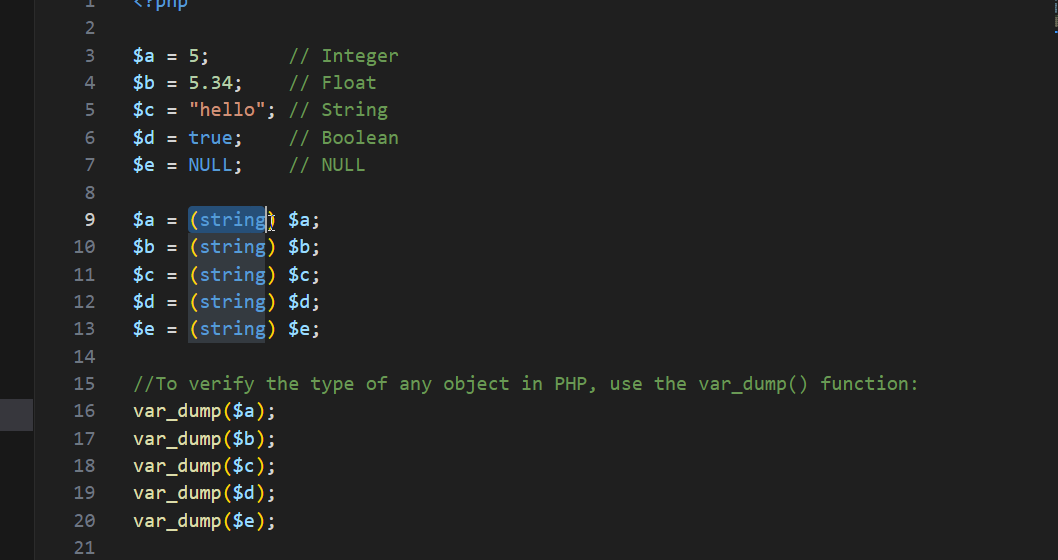 1 <?php
2
3 $a = 5;       // Integer
4 $b = 5.34;    // Float
5 $c = "hello"; // String
6 $d = true;    // Boolean
7 $e = NULL;    // NULL
8
9 $a = (string) $a;
10 $b = (string) $b;
11 $c = (string) $c;
12 $d = (string) $d;
13 $e = (string) $e;
14
15 //To verify the type of any object in PHP, use the var_dump() function:
16 var_dump($a);
17 var_dump($b);
18 var_dump($c);
19 var_dump($d);
20 var_dump($e);
21